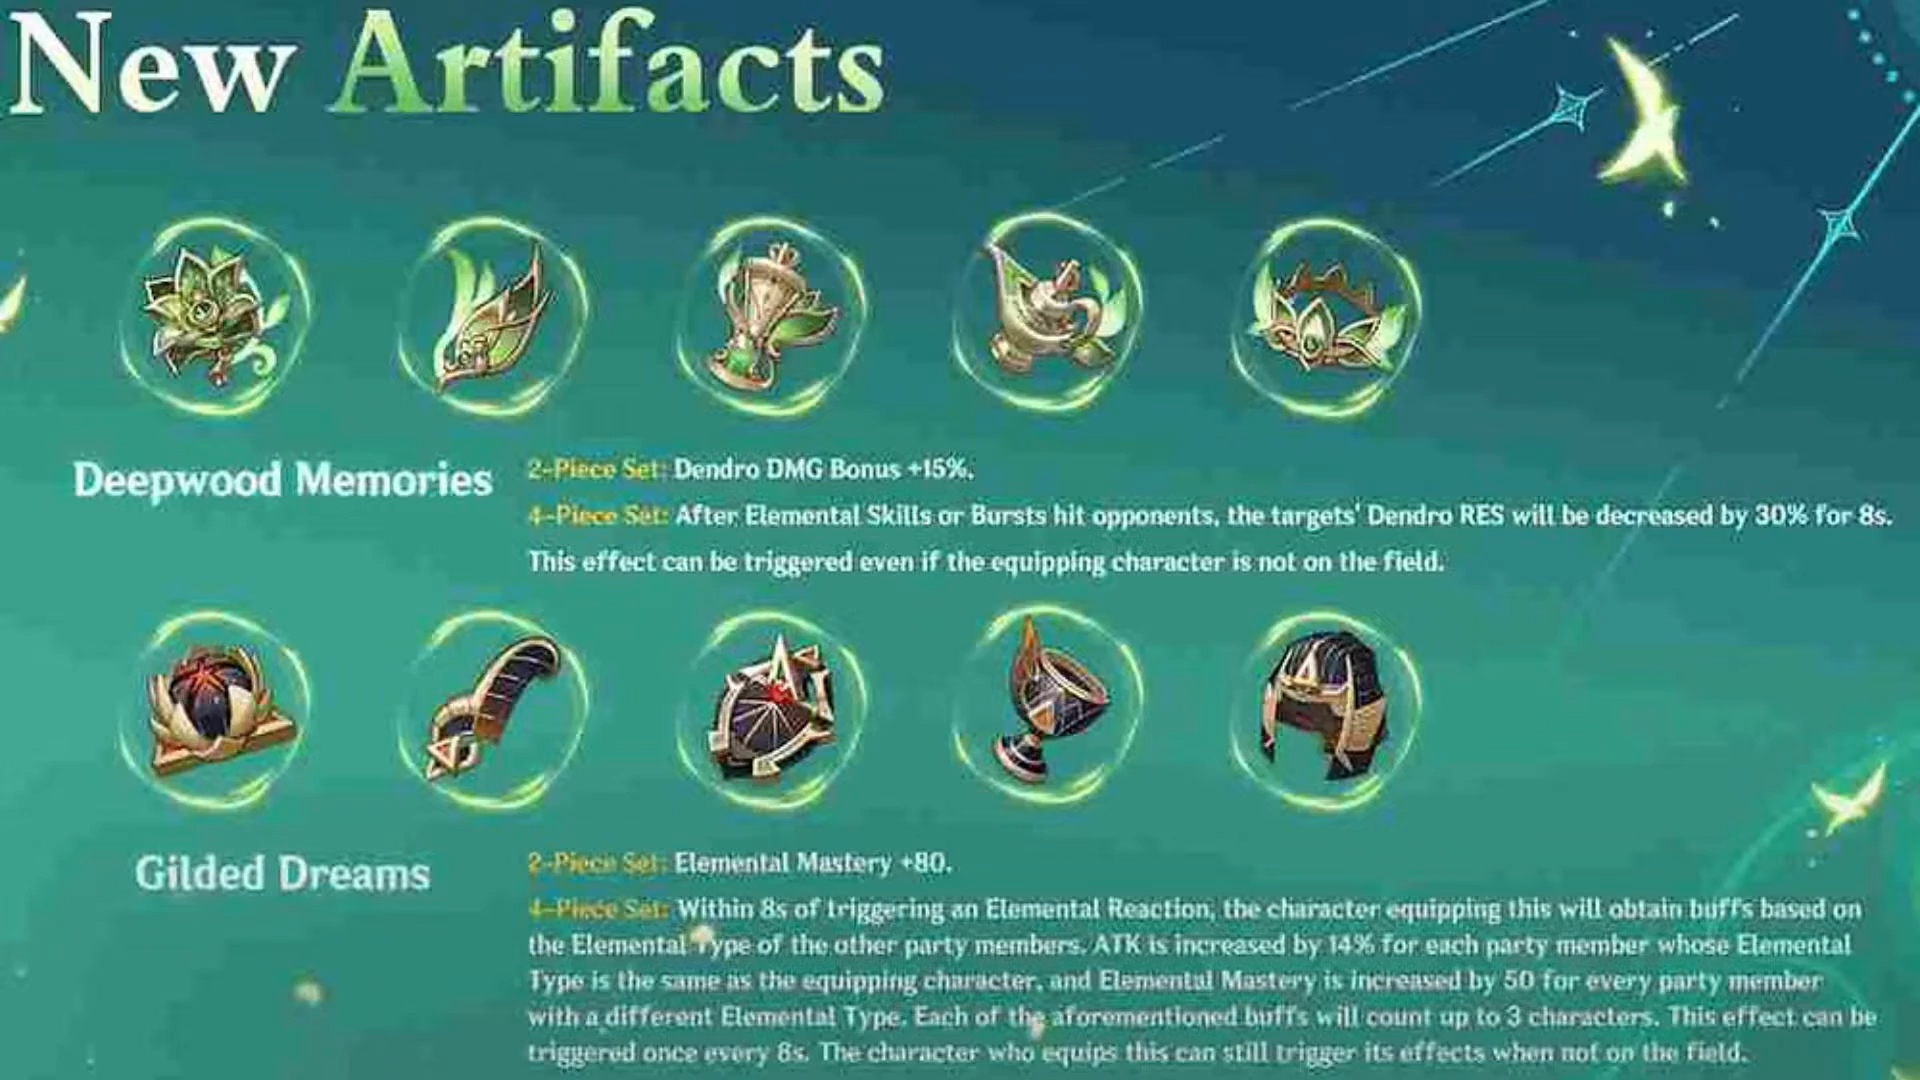 New Artifacts
Deepwood Memories
2-Piece Set: Dendro DMG Bonus +15%.
4-Piece Set: After Elemental Skills or Bursts hit opponents, the targets' Dendro RES will be decreased by 30% for 8s.
This effect can be triggered even if the equipping character is not on the field.
Gilded Dreams
2-Piece Set: Elemental Mastery +80.
4-Piece Set: Within 8s of triggering an Elemental Reaction, the character equipping this will obtain buffs based on
the Elemental Type of the other party members. ATK is increased by 14% for each party member whose Elemental
Type is the same as the equipping character, and Elemental Mastery is increased by 50 for every party member
with a different Elemental Type. Each of the aforementioned buffs will count up to 3 characters. This effect can be
triggered once every 8s. The character who equips this can still trigger its effects when not on the field.